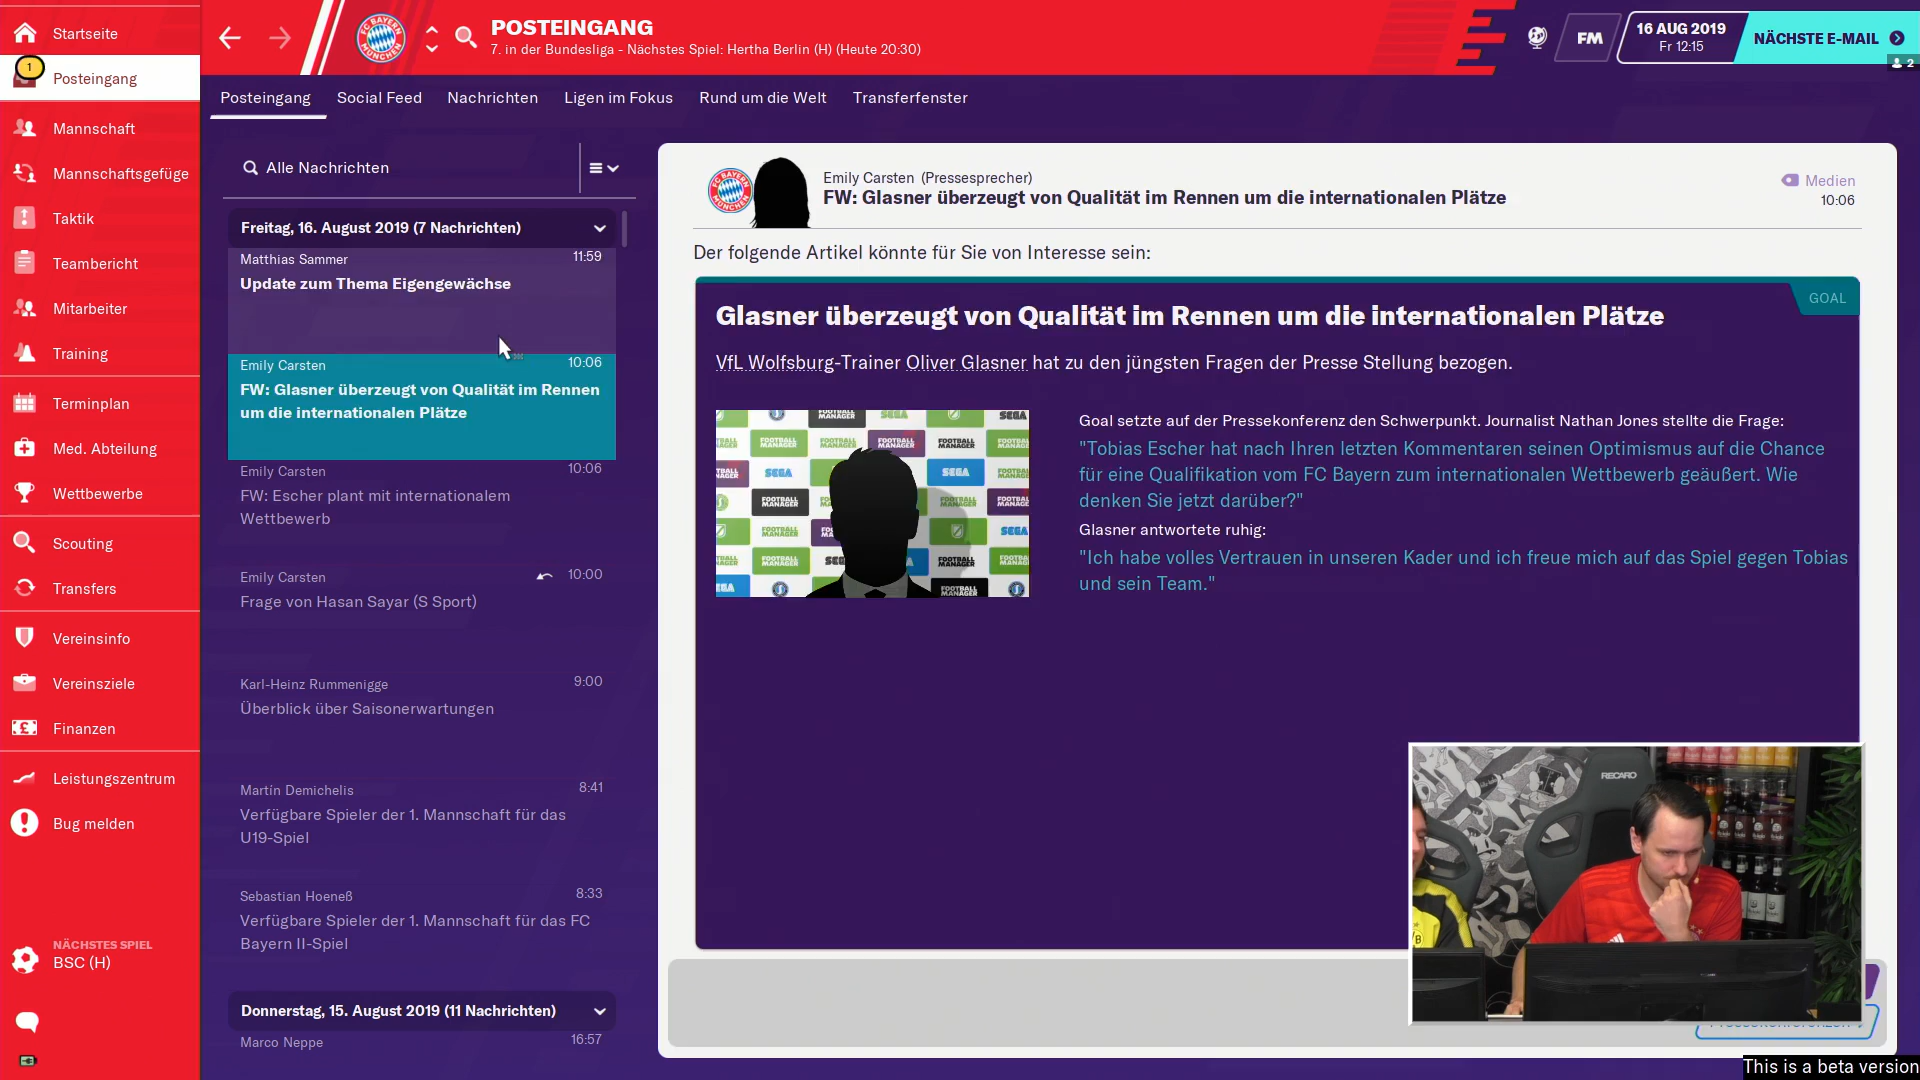 Startseite
1
Posteingang
Mannschaft
Mannschaftsgefüge
Taktik
Teambericht
Mitarbeiter
Training
Terminplan
Med. Abteilung
Wettbewerbe
Scouting
Transfers
Vereinsinfo
Vereinsziele
Finanzen
Leistungszentrum
Bug melden
NÄCHSTES SPIEL
BSC (H)
POSTEINGANG
7. in der Bundesliga - Nächstes Spiel: Hertha Berlin (H) (Heute 20:30)
FM
16 AUG 2019
Fr 12:15
NÄCHSTE E-MAIL
2
Posteingang Social Feed Nachrichten Ligen im Fokus Rund um die Welt Transferfenster
Alle Nachrichten
Freitag, 16. August 2019 (7 Nachrichten)
Matthias Sammer 11:59
Update zum Thema Eigengewächse
Emily Carsten 10:06
FW: Glasner überzeugt von Qualität im Rennen
um die internationalen Plätze
Emily Carsten 10:06
FW: Escher plant mit internationalem
Wettbewerb
Emily Carsten 10:00
Frage von Hasan Sayar (S Sport)
Karl-Heinz Rummenigge 9:00
Überblick über Saisonerwartungen
Martín Demichelis 8:41
Verfügbare Spieler der 1. Mannschaft für das
U19-Spiel
Sebastian Hoeneß 8:33
Verfügbare Spieler der 1. Mannschaft für das FC
Bayern II-Spiel
Donnerstag, 15. August 2019 (11 Nachrichten)
Marco Neppe 16:57
Emily Carsten (Pressesprecher)
FW: Glasner überzeugt von Qualität im Rennen um die internationalen Plätze
Medien
10:06
Der folgende Artikel könnte für Sie von Interesse sein:
GOAL
Glasner überzeugt von Qualität im Rennen um die internationalen Plätze
VfL Wolfsburg-Trainer Oliver Glasner hat zu den jüngsten Fragen der Presse Stellung bezogen.
FOOTBALL MANAGER
SEGA
Goal setzte auf der Pressekonferenz den Schwerpunkt. Journalist Nathan Jones stellte die Frage:
"Tobias Escher hat nach Ihren letzten Kommentaren seinen Optimismus auf die Chance
für eine Qualifikation vom FC Bayern zum internationalen Wettbewerb geäußert. Wie
denken Sie jetzt darüber?"
Glasner antwortete ruhig:
"Ich habe volles Vertrauen in unseren Kader und ich freue mich auf das Spiel gegen Tobias
und sein Team."
RECARO
This is a beta version